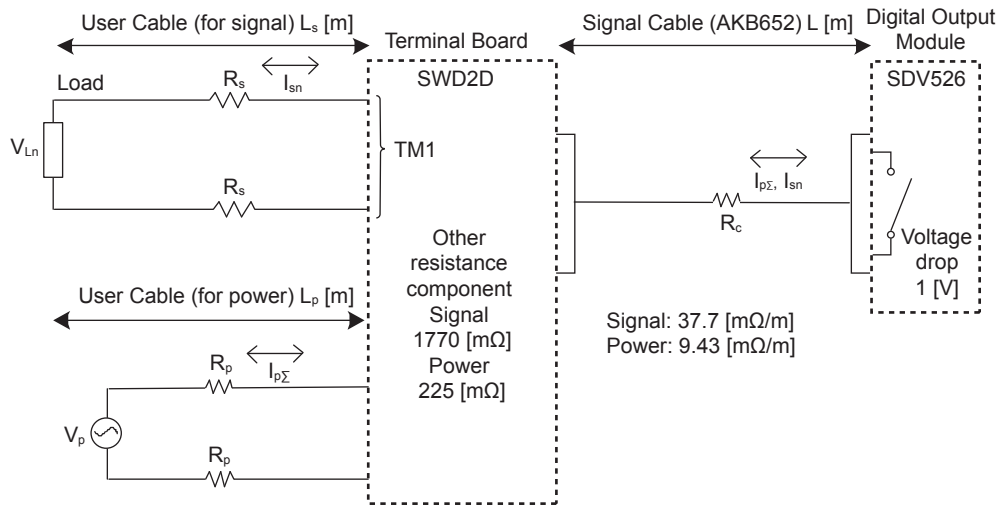 User Cable (for signal) Ls [m]
Signal Cable (AKB652) L [m]
Digital Output
Module
Terminal Board
SWD2D
SDV526
Load
Rs
Isn
VLn
TM1
Rs
IpΣ, Isn
Rc
Other
resistance
component
Signal
1770 [mΩ]
Power
225 [mΩ]
Voltage
drop
1 [V]
User Cable (for power) Lp [m]
Signal: 37.7 [mΩ/m]
Power: 9.43 [mΩ/m]
Rp
IpΣ
Vp
Rp